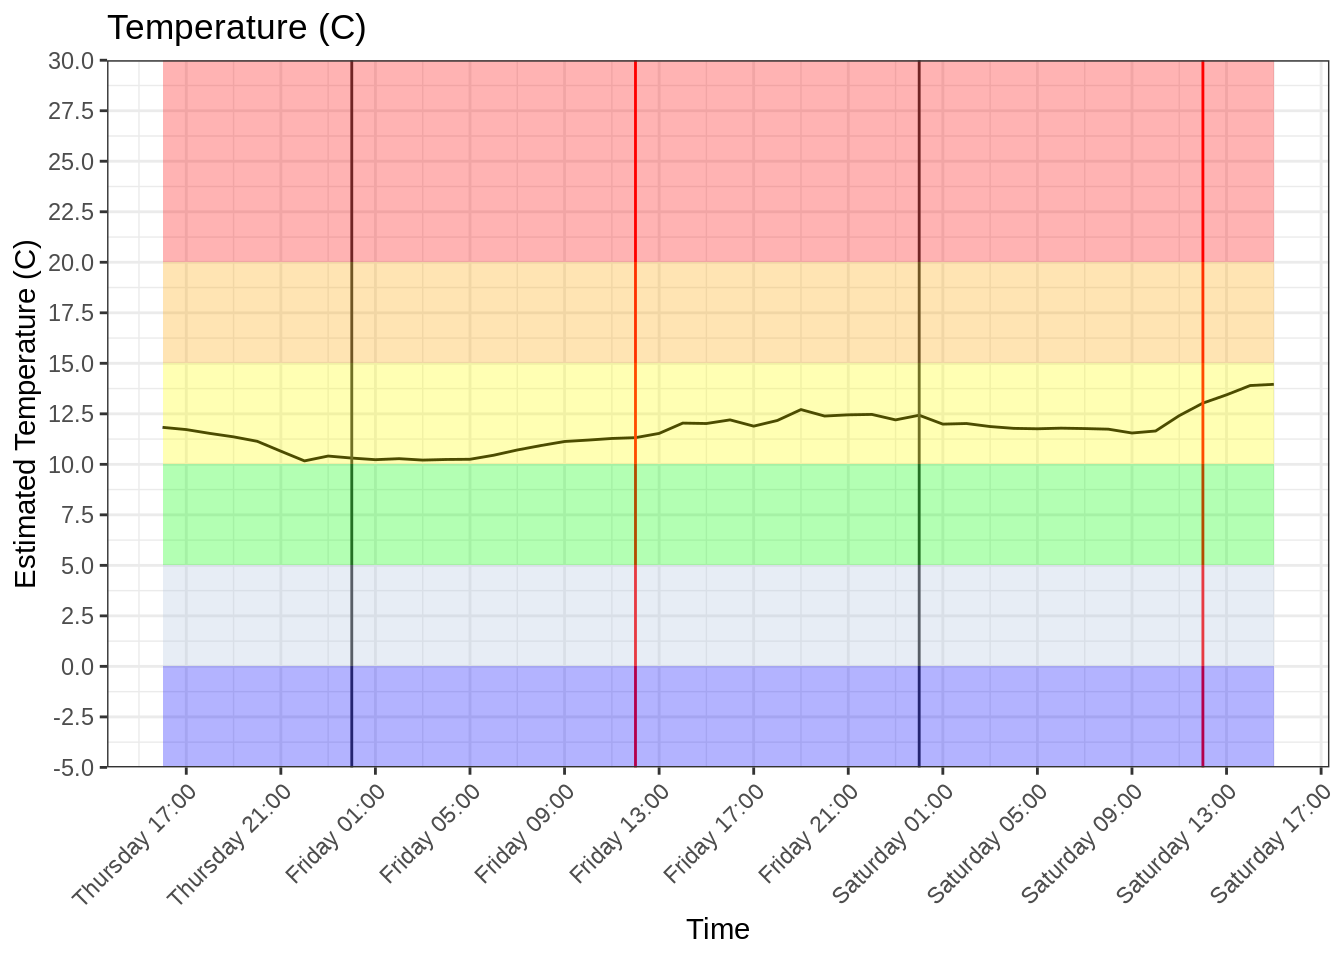 Temperature (C)
Estimated Temperature (C)
30.0
27.5
25.0
22.5
20.0
17.5
15.0
12.5
10.0
7.5
5.0
2.5
0.0
-2.5
-5.0
Thursday 17:00
Thursday 21:00
Friday 01:00
Friday 05:00
Friday 09:00
Friday 13:00
Friday 17:00
Friday 21:00
Saturday 01:00
Saturday 05:00
Saturday 09:00
Saturday 13:00
Saturday 17:00
Time